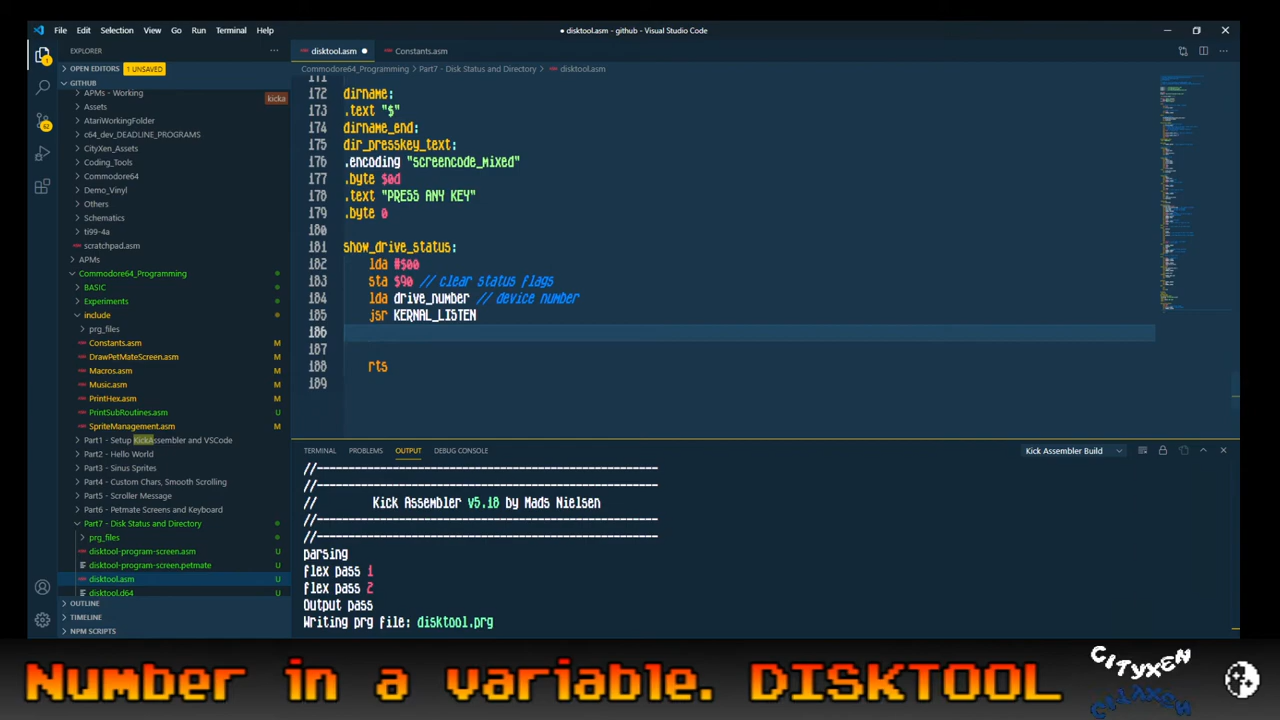 File Edit Selection View Go Run Terminal Help
disktool.asm - github - Visual Studio Code
EXPLORER
disktool.asm
Constants.asm
OPEN EDITORS 1 UNSAVED
Commodore64_Programming > Part7 - Disk Status and Directory > disktool.asm
GITHUB
APMs - Working
kicka
Assets
AtariWorkingFolder
c64_dev_DEADLINE_PROGRAMS
CityXen_Assets
Coding_Tools
Commodore64
Demo_Vinyl
Others
Schematics
ti99-4a
scratchpad.asm
APMs
Commodore64_Programming
BASIC
Experiments
include
prg_files
Constants.asm M
DrawPetMateScreen.asm M
Macros.asm M
Music.asm M
PrintHex.asm M
PrintSubRoutines.asm U
SpriteManagement.asm M
Part1 - Setup KickAssembler and VSCode
Part2 - Hello World
Part3 - Sinus Sprites
Part4 - Custom Chars, Smooth Scrolling
Part5 - Scroller Message
Part6 - Petmate Screens and Keyboard
Part7 - Disk Status and Directory
prg_files
disktool-program-screen.asm U
disktool-program-screen.petmate U
disktool.asm U
disktool.d64 U
OUTLINE
TIMELINE
NPM SCRIPTS
171
172 dirname:
173 .text "$"
174 dirname_end:
175 dir_presskey_text:
176 .encoding "screencode_mixed"
177 .byte $0d
178 .text "PRESS ANY KEY"
179 .byte 0
180
181 show_drive_status:
182 lda #$00
183 sta $90 // clear status flags
184 lda drive_number // device number
185 jsr KERNAL_LISTEN
186
187
188 rts
189
TERMINAL PROBLEMS OUTPUT DEBUG CONSOLE
Kick Assembler Build
//------------------------------------------------------
//------------------------------------------------------
// Kick Assembler v5.18 by Mads Nielsen
//------------------------------------------------------
//------------------------------------------------------
parsing
flex pass 1
flex pass 2
Output pass
Writing prg file: disktool.prg
Number in a variable. DISKTOOL
CITYXEN